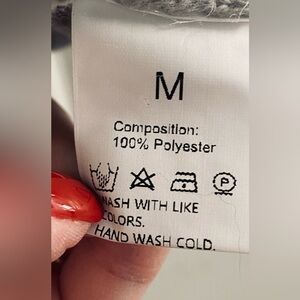 M
Composition:
100% Polyester
P
WASH WITH LIKE
COLORS.
HAND WASH COLD.